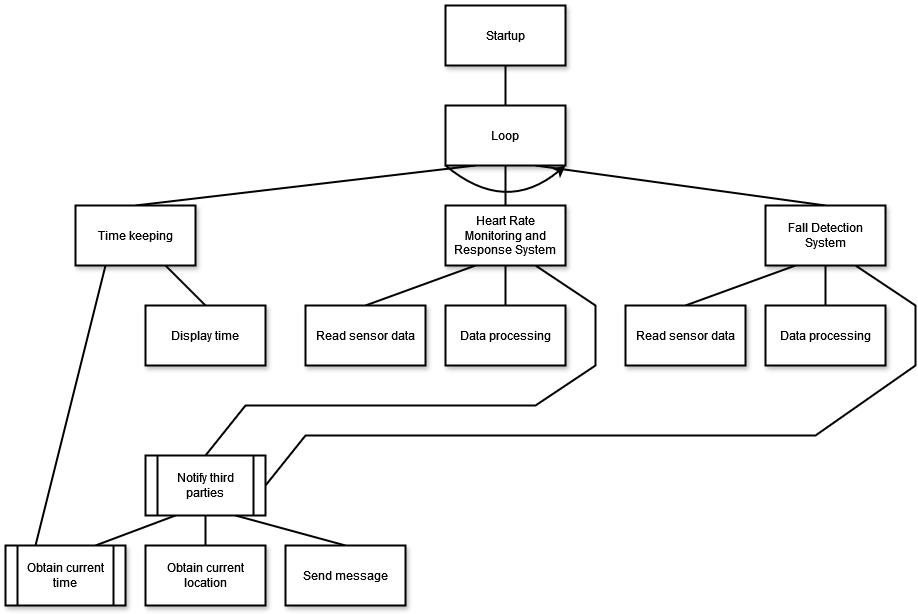 Startup
Loop
Time keeping
Heart Rate
Monitoring and
Response System
Fall Detection
System
Display time
Read sensor data
Data processing
Read sensor data
Data processing
Notify third
parties
Obtain current
time
Obtain current
location
Send message